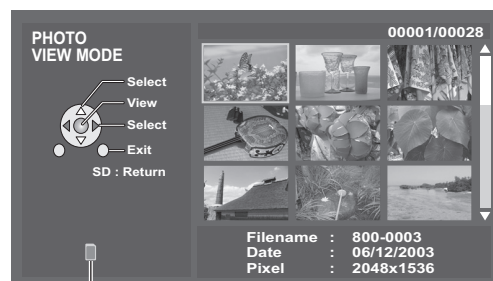 PHOTO
VIEW MODE
Select
View
Select
Exit
SD : Return
00001/00028
Filename : 800-0003
Date : 06/12/2003
Pixel : 2048x1536